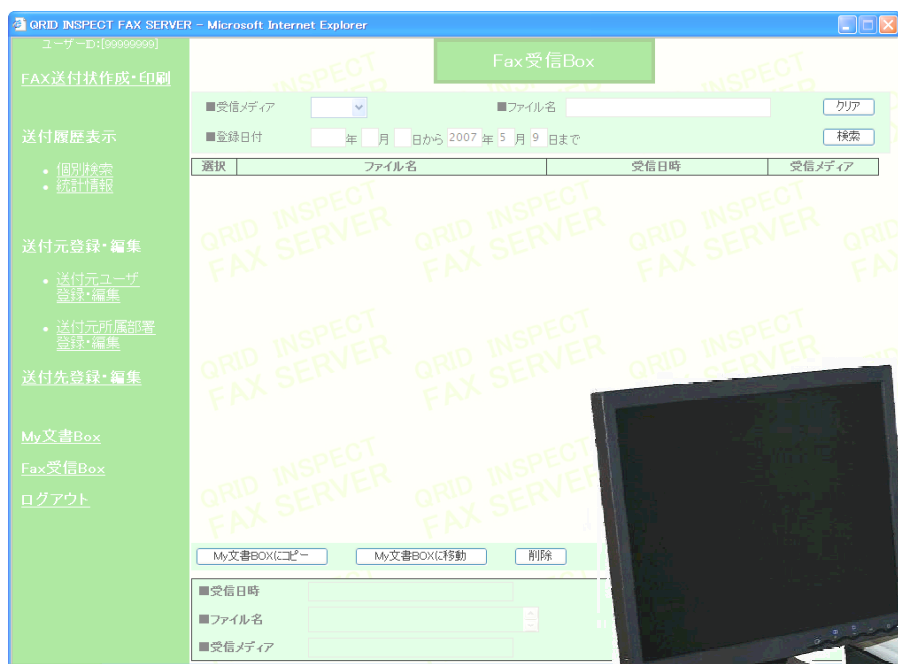 QRID INSPECT FAX SERVER - Microsoft Internet Explorer
ユーザーID:[99999999]
FAX送付状作成・印刷
送付履歴表示
• 個別検索
• 統計情報
送付元登録・編集
• 送付元ユーザ
登録・編集
• 送付元所属部署
登録・編集
送付先登録・編集
My文書Box
Fax受信Box
ログアウト
Fax受信Box
■受信メディア ■ファイル名 クリア
■登録日付 年 月 日から 2007 年 5 月 9 日まで 検索
選択 ファイル名 受信日時 受信メディア
QRID INSPECT
FAX SERVER
My文書BOXにコピー My文書BOXに移動 削除
■受信日時
■ファイル名
■受信メディア